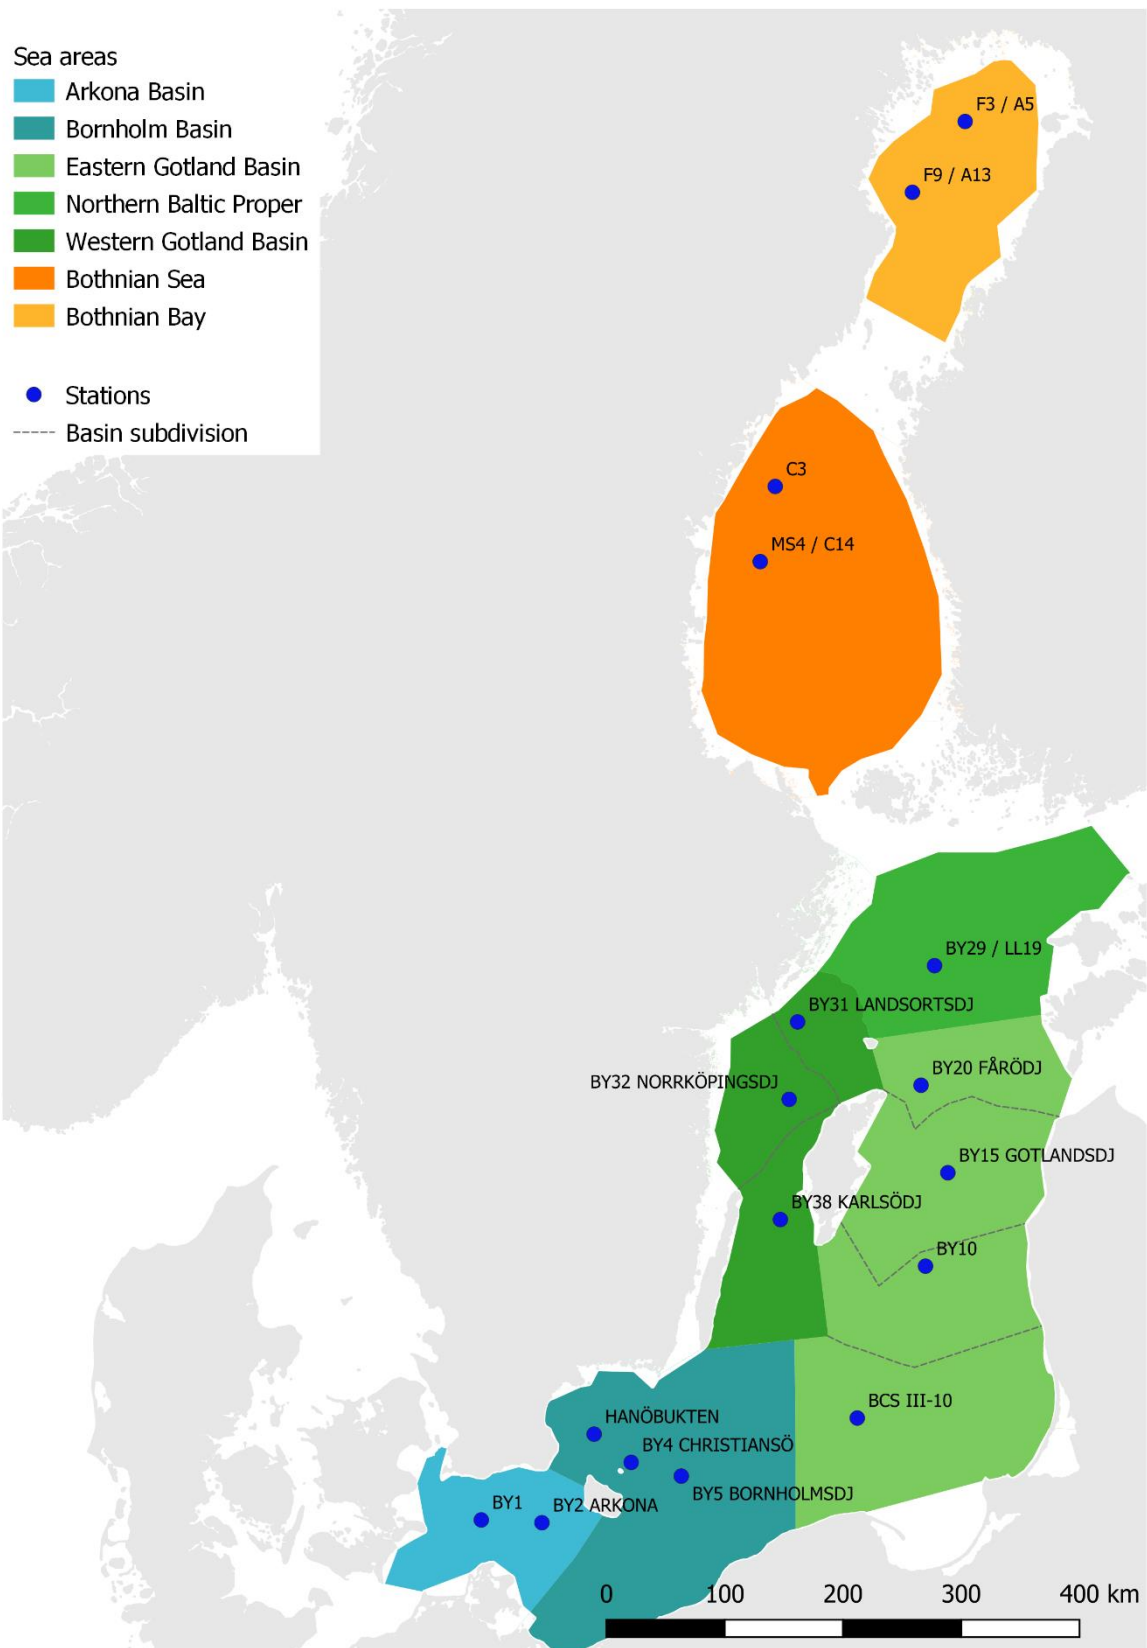 Sea areas
Arkona Basin
Bornholm Basin
Eastern Gotland Basin
Northern Baltic Proper
Western Gotland Basin
Bothnian Sea
Bothnian Bay
Stations
Basin subdivision
F3 / A5
F9 / A13
C3
MS4 / C14
BY29 / LL19
BY31 LANDSORTSDJ
BY20 FÅRÖDJ
BY32 NORRKÖPINGSDJ
BY15 GOTLANDSDJ
BY38 KARLSÖDJ
BY10
BCS III-10
HANÖBUKTEN
BY4 CHRISTIANSÖ
BY5 BORNHOLMSDJ
BY1
BY2 ARKONA
0 100 200 300 400 km